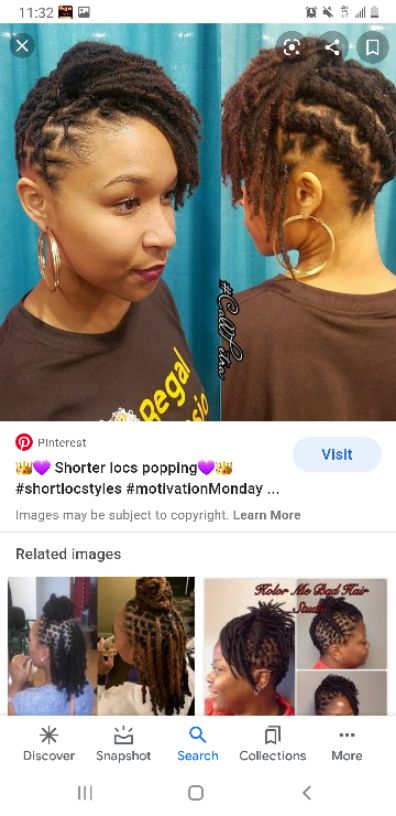 11:32
#CallPetra
Regal
Pinterest
👑💜 Shorter locs popping💜👑
#shortlocstyles #motivationMonday ...
Visit
Images may be subject to copyright. Learn More
Related images
Kolor Me Bad Hair
Studio
Discover
Snapshot
Search
Collections
More